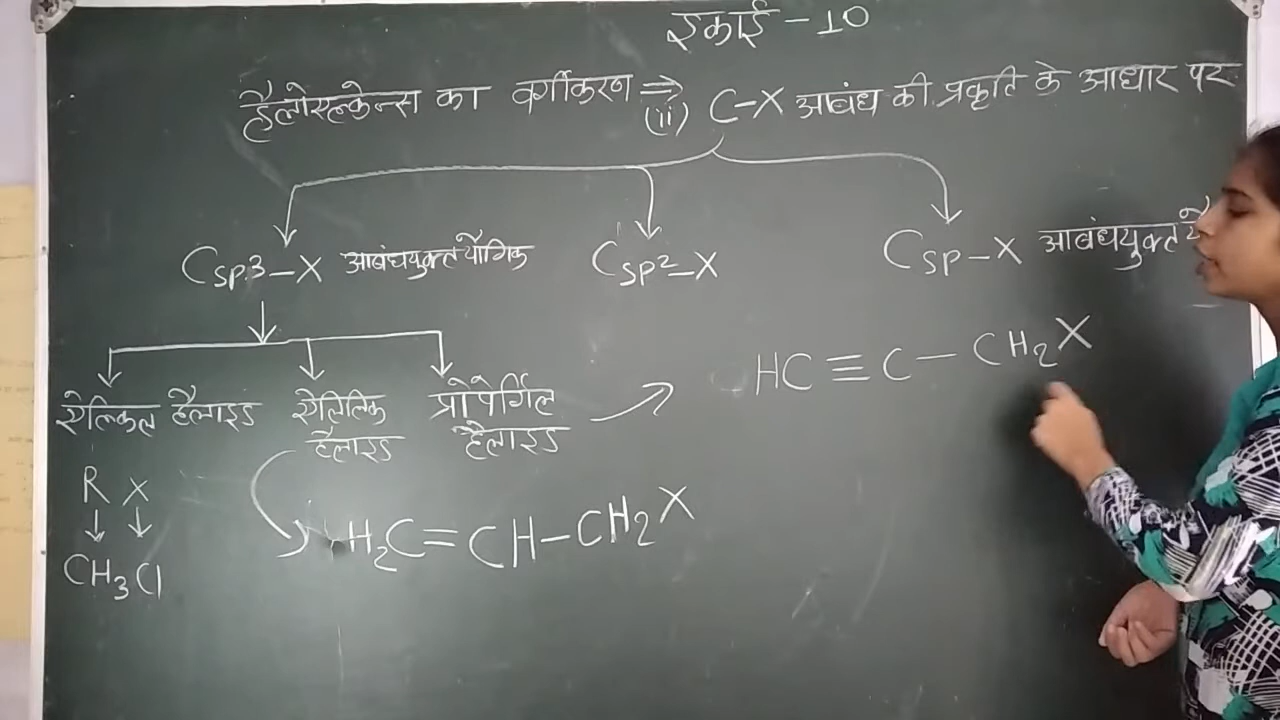 इकाई - 10
हैलोएल्केन्स का वर्गीकरण ⇒ (ii) C-X आबंध की प्रकृति के आधार पर
Csp³-X आबंधयुक्त यौगिक Csp²-X Csp-X आबंधयुक्त
ऐल्किल हैलाइड
ऐलिलिक हैलाइड
प्रोपेर्गिल हैलाइड
HC≡C-CH₂X
R X
CH₃Cl
H₂C=CH-CH₂X